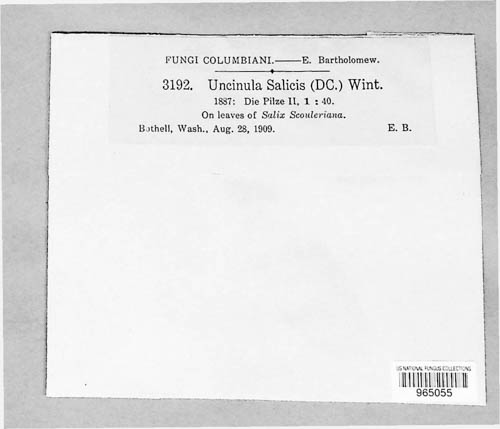 FUNGI COLUMBIANI.——E. Bartholomew.
3192. Uncinula Salicis (DC.) Wint.
1887: Die Pilze II, 1 : 40.
On leaves of Salix Scouleriana.
Bothell, Wash., Aug. 28, 1909. E. B.
US NATIONAL FUNGUS COLLECTIONS
965055